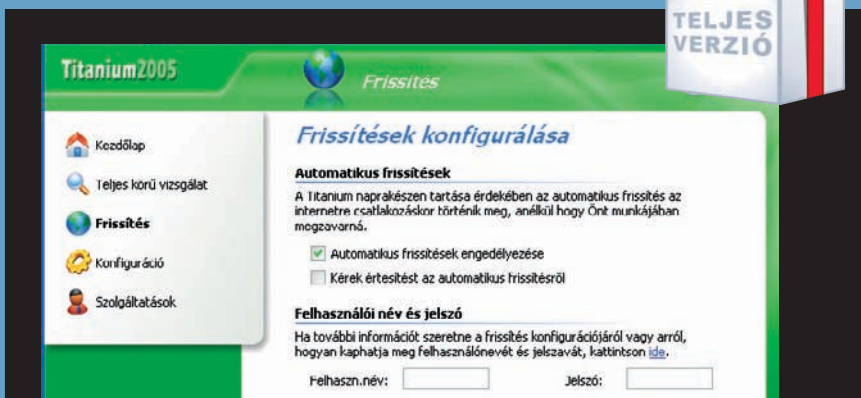 TELJES
VERZIÓ
Titanium2005
Frissítés
Kezdőlap
Teljes körű vizsgálat
Frissítés
Konfiguráció
Szolgáltatások
Frissítések konfigurálása
Automatikus frissítések
A Titanium naprakészen tartása érdekében az automatikus frissítés az
internetre csatlakozáskor történik meg, anélkül hogy Önt munkájában
megzavarná.
Automatikus frissítések engedélyezése
Kérek értesítést az automatikus frissítésről
Felhasználói név és jelszó
Ha további információt szeretne a frissítés konfigurációjáról vagy arról,
hogyan kaphatja meg felhasználónevét és jelszavát, kattintson ide.
Felhaszn.név: Jelszó: